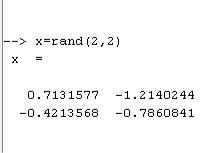 --> x=rand(2,2)
x =
0.7131577 -1.2140244
-0.4213568 -0.7860841